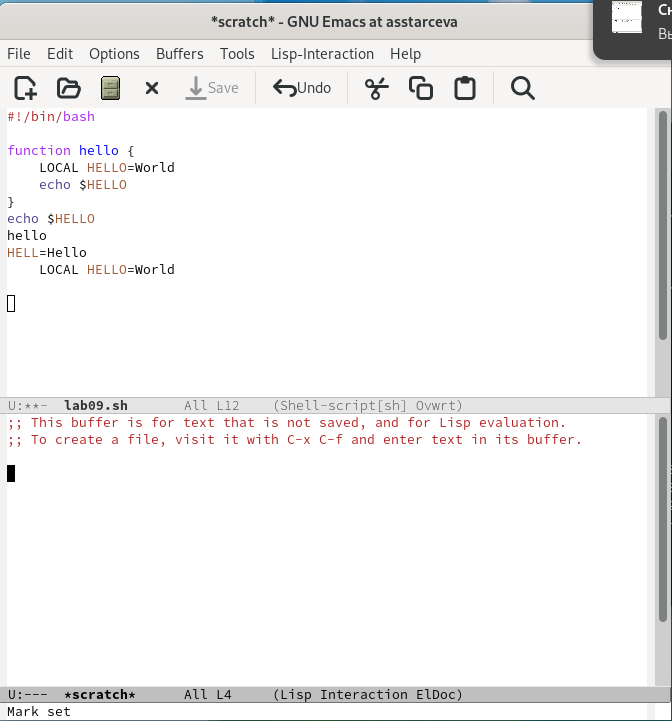 *scratch* - GNU Emacs at asstarceva
File Edit Options Buffers Tools Lisp-Interaction Help
Save Undo
#!/bin/bash
function hello {
    LOCAL HELLO=World
    echo $HELLO
}
echo $HELLO
hello
HELL=Hello
    LOCAL HELLO=World
U:**-  lab09.sh       All L12    (Shell-script[sh] Ovwrt)
;; This buffer is for text that is not saved, and for Lisp evaluation.
;; To create a file, visit it with C-x C-f and enter text in its buffer.
U:---  *scratch*      All L4     (Lisp Interaction ElDoc)
Mark set